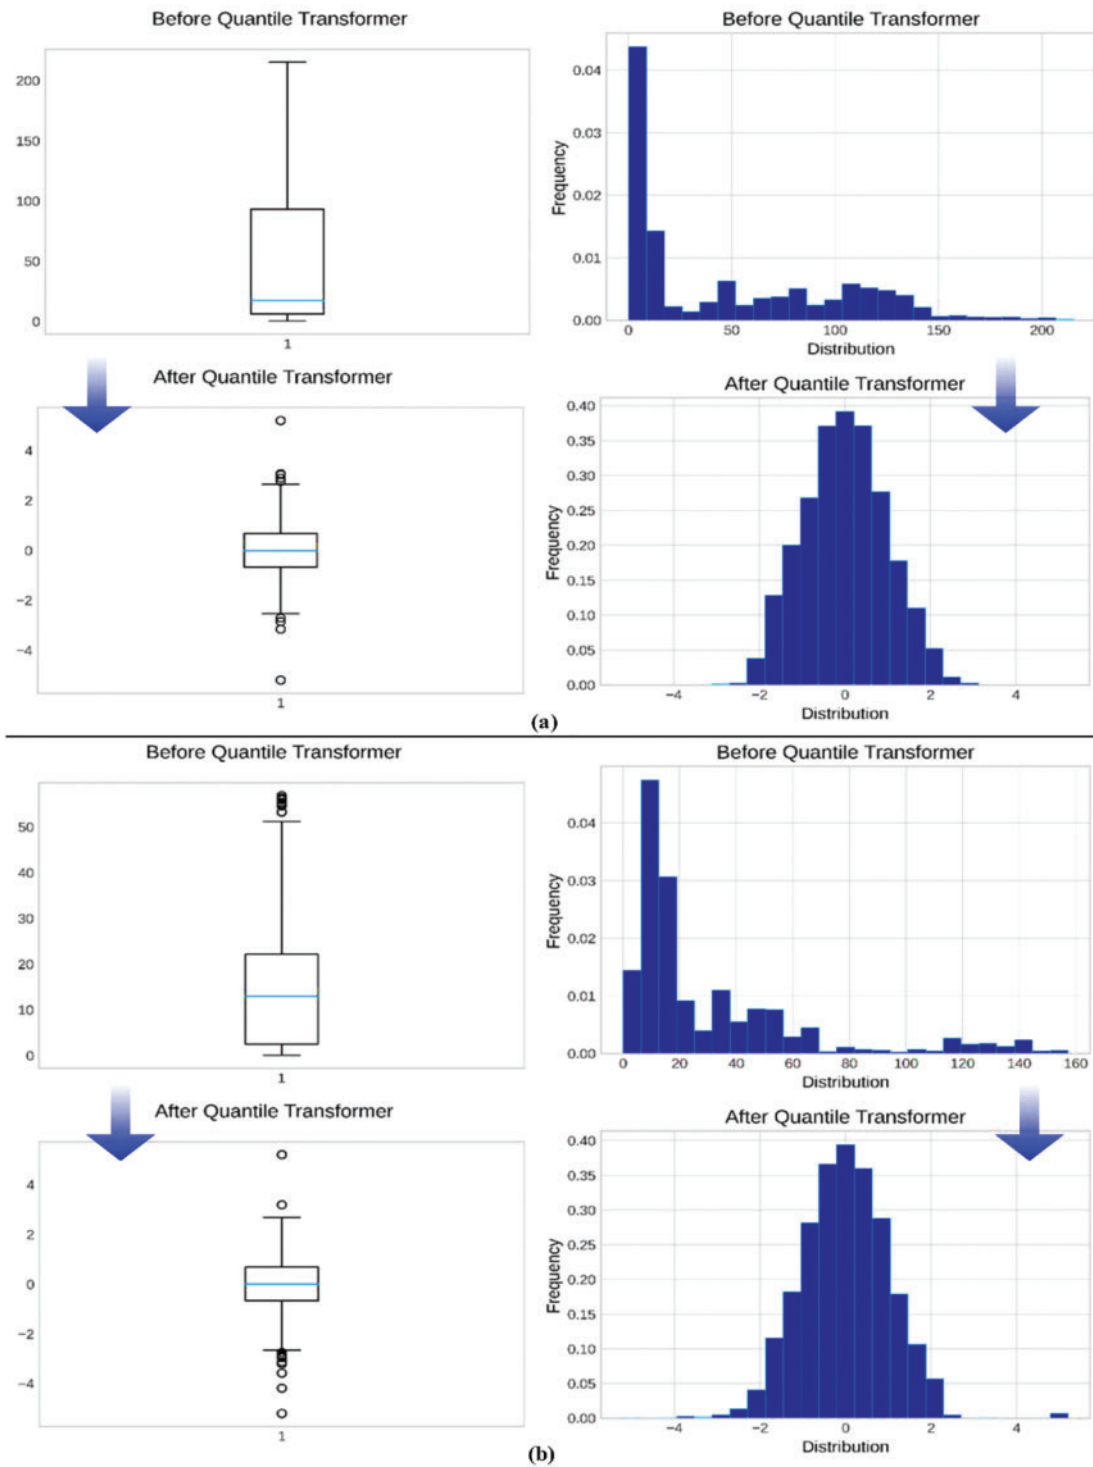 Before Quantile Transformer
200
150
100
50
0
1
Before Quantile Transformer
Frequency
0.04
0.03
0.02
0.01
0.00
0 50 100 150 200
Distribution
After Quantile Transformer
4
2
0
−2
−4
1
After Quantile Transformer
Frequency
0.40
0.35
0.30
0.25
0.20
0.15
0.10
0.05
0.00
−4 −2 0 2 4
Distribution
(a)
Before Quantile Transformer
50
40
30
20
10
0
1
Before Quantile Transformer
Frequency
0.04
0.03
0.02
0.01
0.00
0 20 40 60 80 100 120 140 160
Distribution
After Quantile Transformer
4
2
0
−2
−4
1
After Quantile Transformer
Frequency
0.40
0.35
0.30
0.25
0.20
0.15
0.10
0.05
0.00
−4 −2 0 2 4
Distribution
(b)